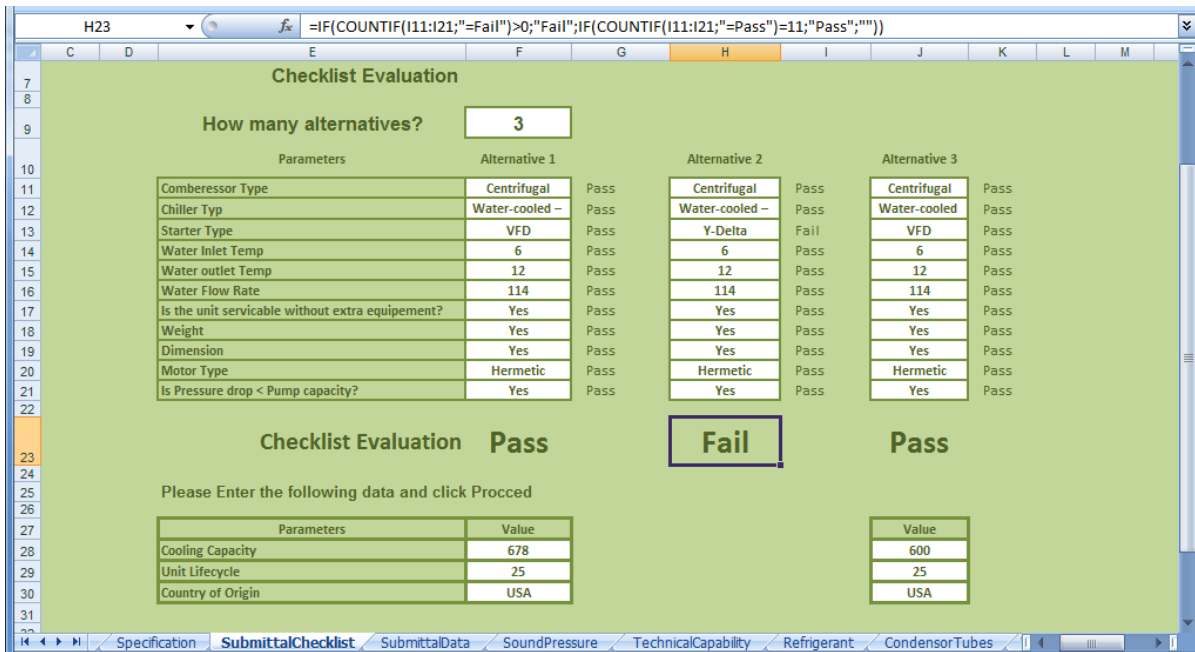 H23 fx =IF(COUNTIF(I11:I21;"=Fail")>0;"Fail";IF(COUNTIF(I11:I21;"=Pass")=11;"Pass";""))
C D E F G H I J K L M
7 Checklist Evaluation
8
9 How many alternatives? 3
10 Parameters Alternative 1 Alternative 2 Alternative 3
11 Comberessor Type Centrifugal Pass Centrifugal Pass Centrifugal Pass
12 Chiller Typ Water-cooled – Pass Water-cooled – Pass Water-cooled Pass
13 Starter Type VFD Pass Y-Delta Fail VFD Pass
14 Water Inlet Temp 6 Pass 6 Pass 6 Pass
15 Water outlet Temp 12 Pass 12 Pass 12 Pass
16 Water Flow Rate 114 Pass 114 Pass 114 Pass
17 Is the unit servicable without extra equipement? Yes Pass Yes Pass Yes Pass
18 Weight Yes Pass Yes Pass Yes Pass
19 Dimension Yes Pass Yes Pass Yes Pass
20 Motor Type Hermetic Pass Hermetic Pass Hermetic Pass
21 Is Pressure drop < Pump capacity? Yes Pass Yes Pass Yes Pass
22
23 Checklist Evaluation Pass Fail Pass
24
25 Please Enter the following data and click Procced
26
27 Parameters Value Value
28 Cooling Capacity 678 600
29 Unit Lifecycle 25 25
30 Country of Origin USA USA
31
Specification SubmittalChecklist SubmittalData SoundPressure TechnicalCapability Refrigerant CondensorTubes